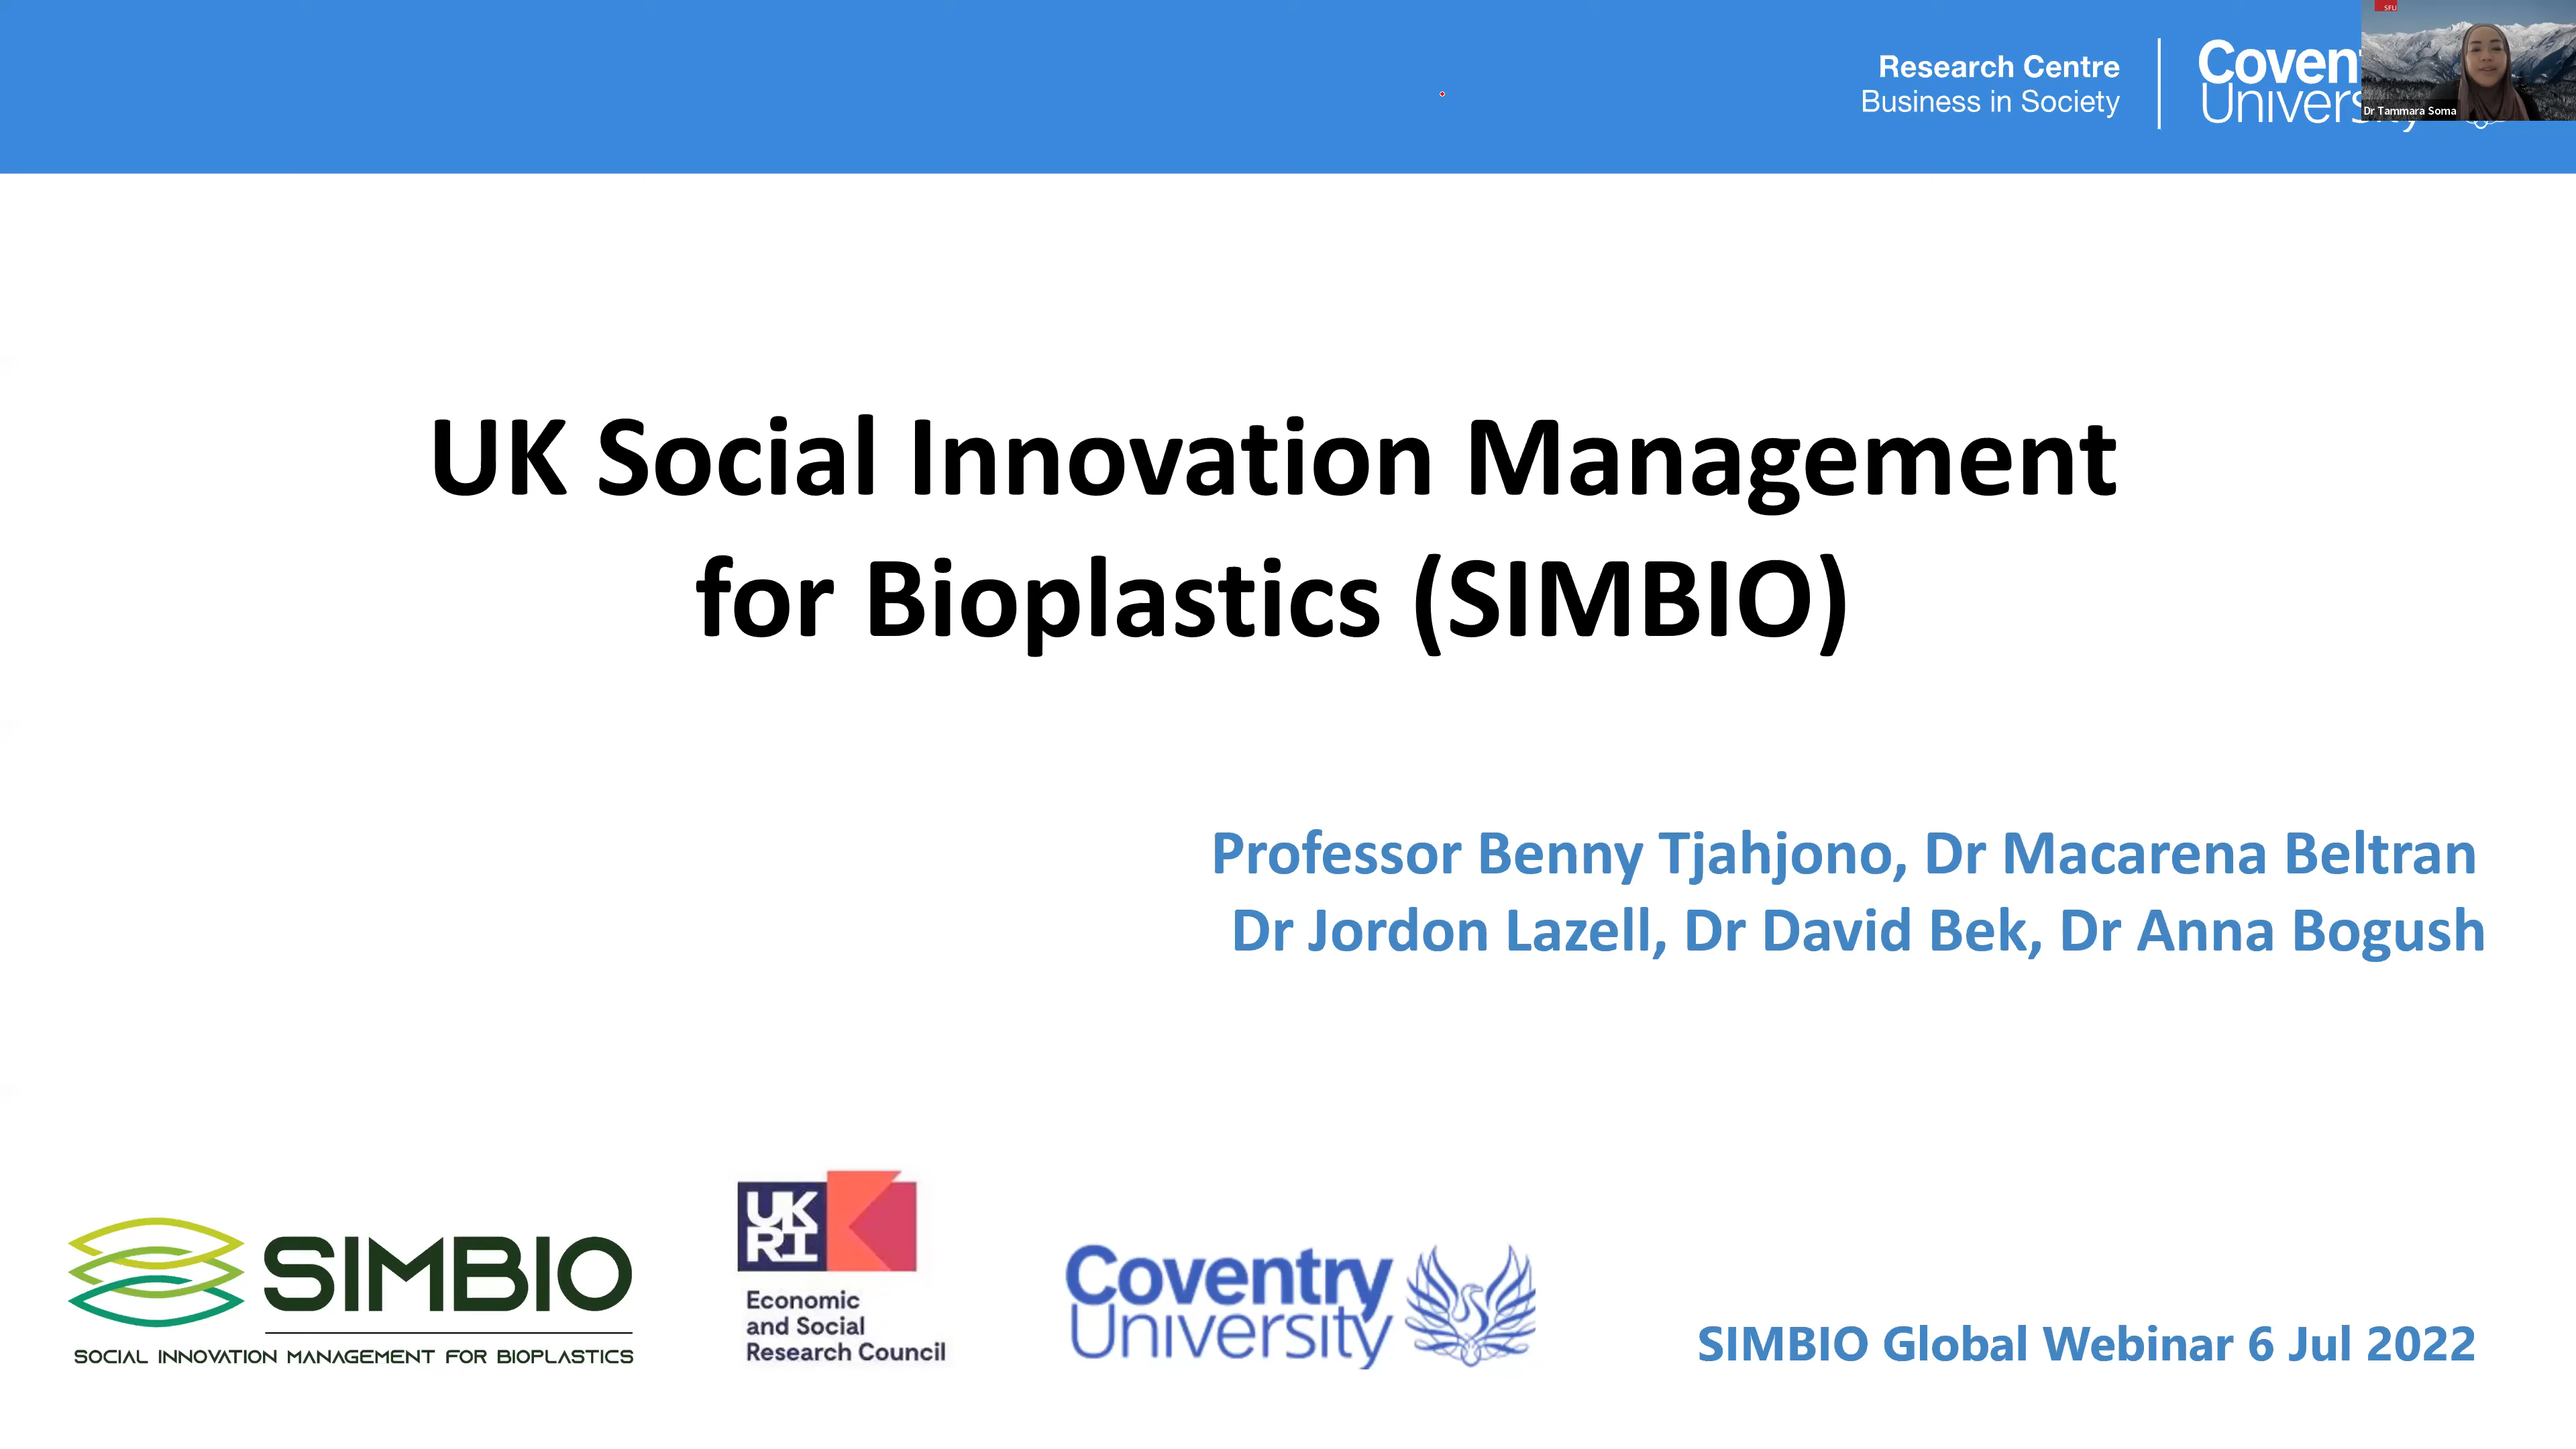 Research Centre
Business in Society
SFU
Dr Tammara Soma
UK Social Innovation Management
for Bioplastics (SIMBIO)
Professor Benny Tjahjono, Dr Macarena Beltran
Dr Jordon Lazell, Dr David Bek, Dr Anna Bogush
SIMBIO
SOCIAL INNOVATION MANAGEMENT FOR BIOPLASTICS
UK
RI
Economic
and Social
Research Council
Coventry
University
SIMBIO Global Webinar 6 Jul 2022